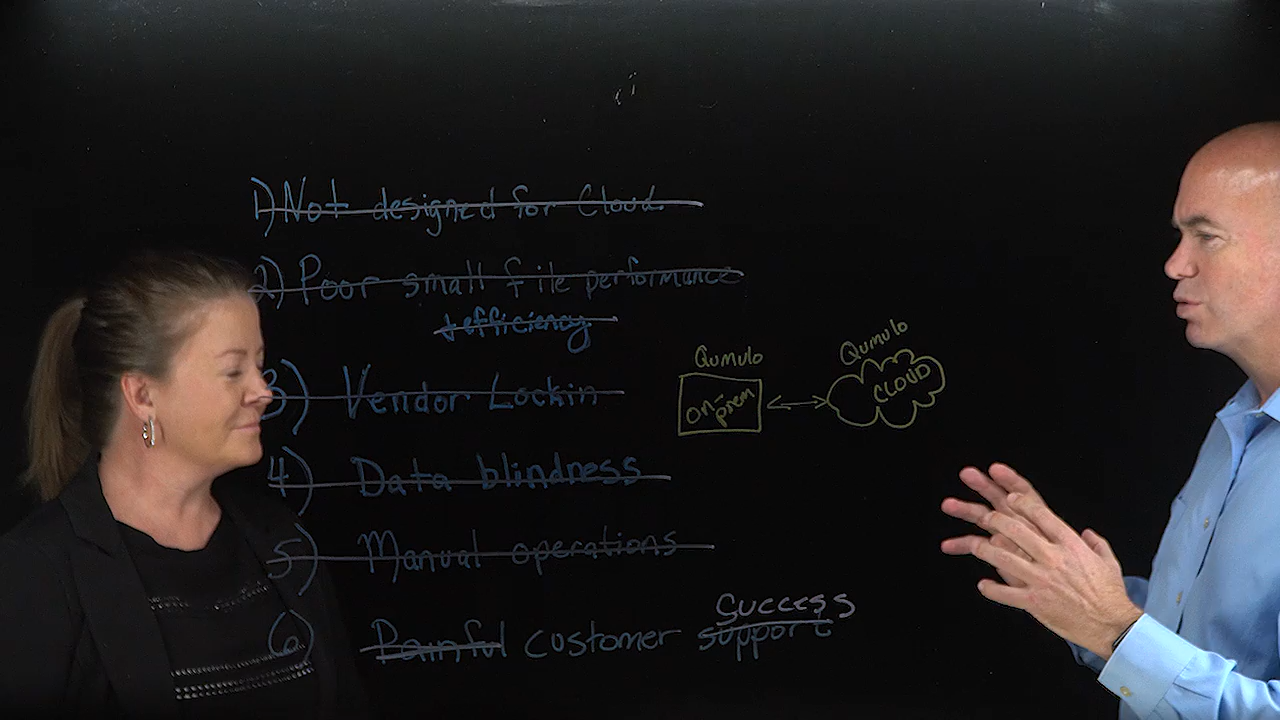 1) Not designed for Cloud.
2) Poor small file performance
+efficiency
3) Vendor Lockin
Qumulo
on-prem
Qumulo
CLOUD
4) Data blindness
5) Manual operations
success
6) Painful customer support